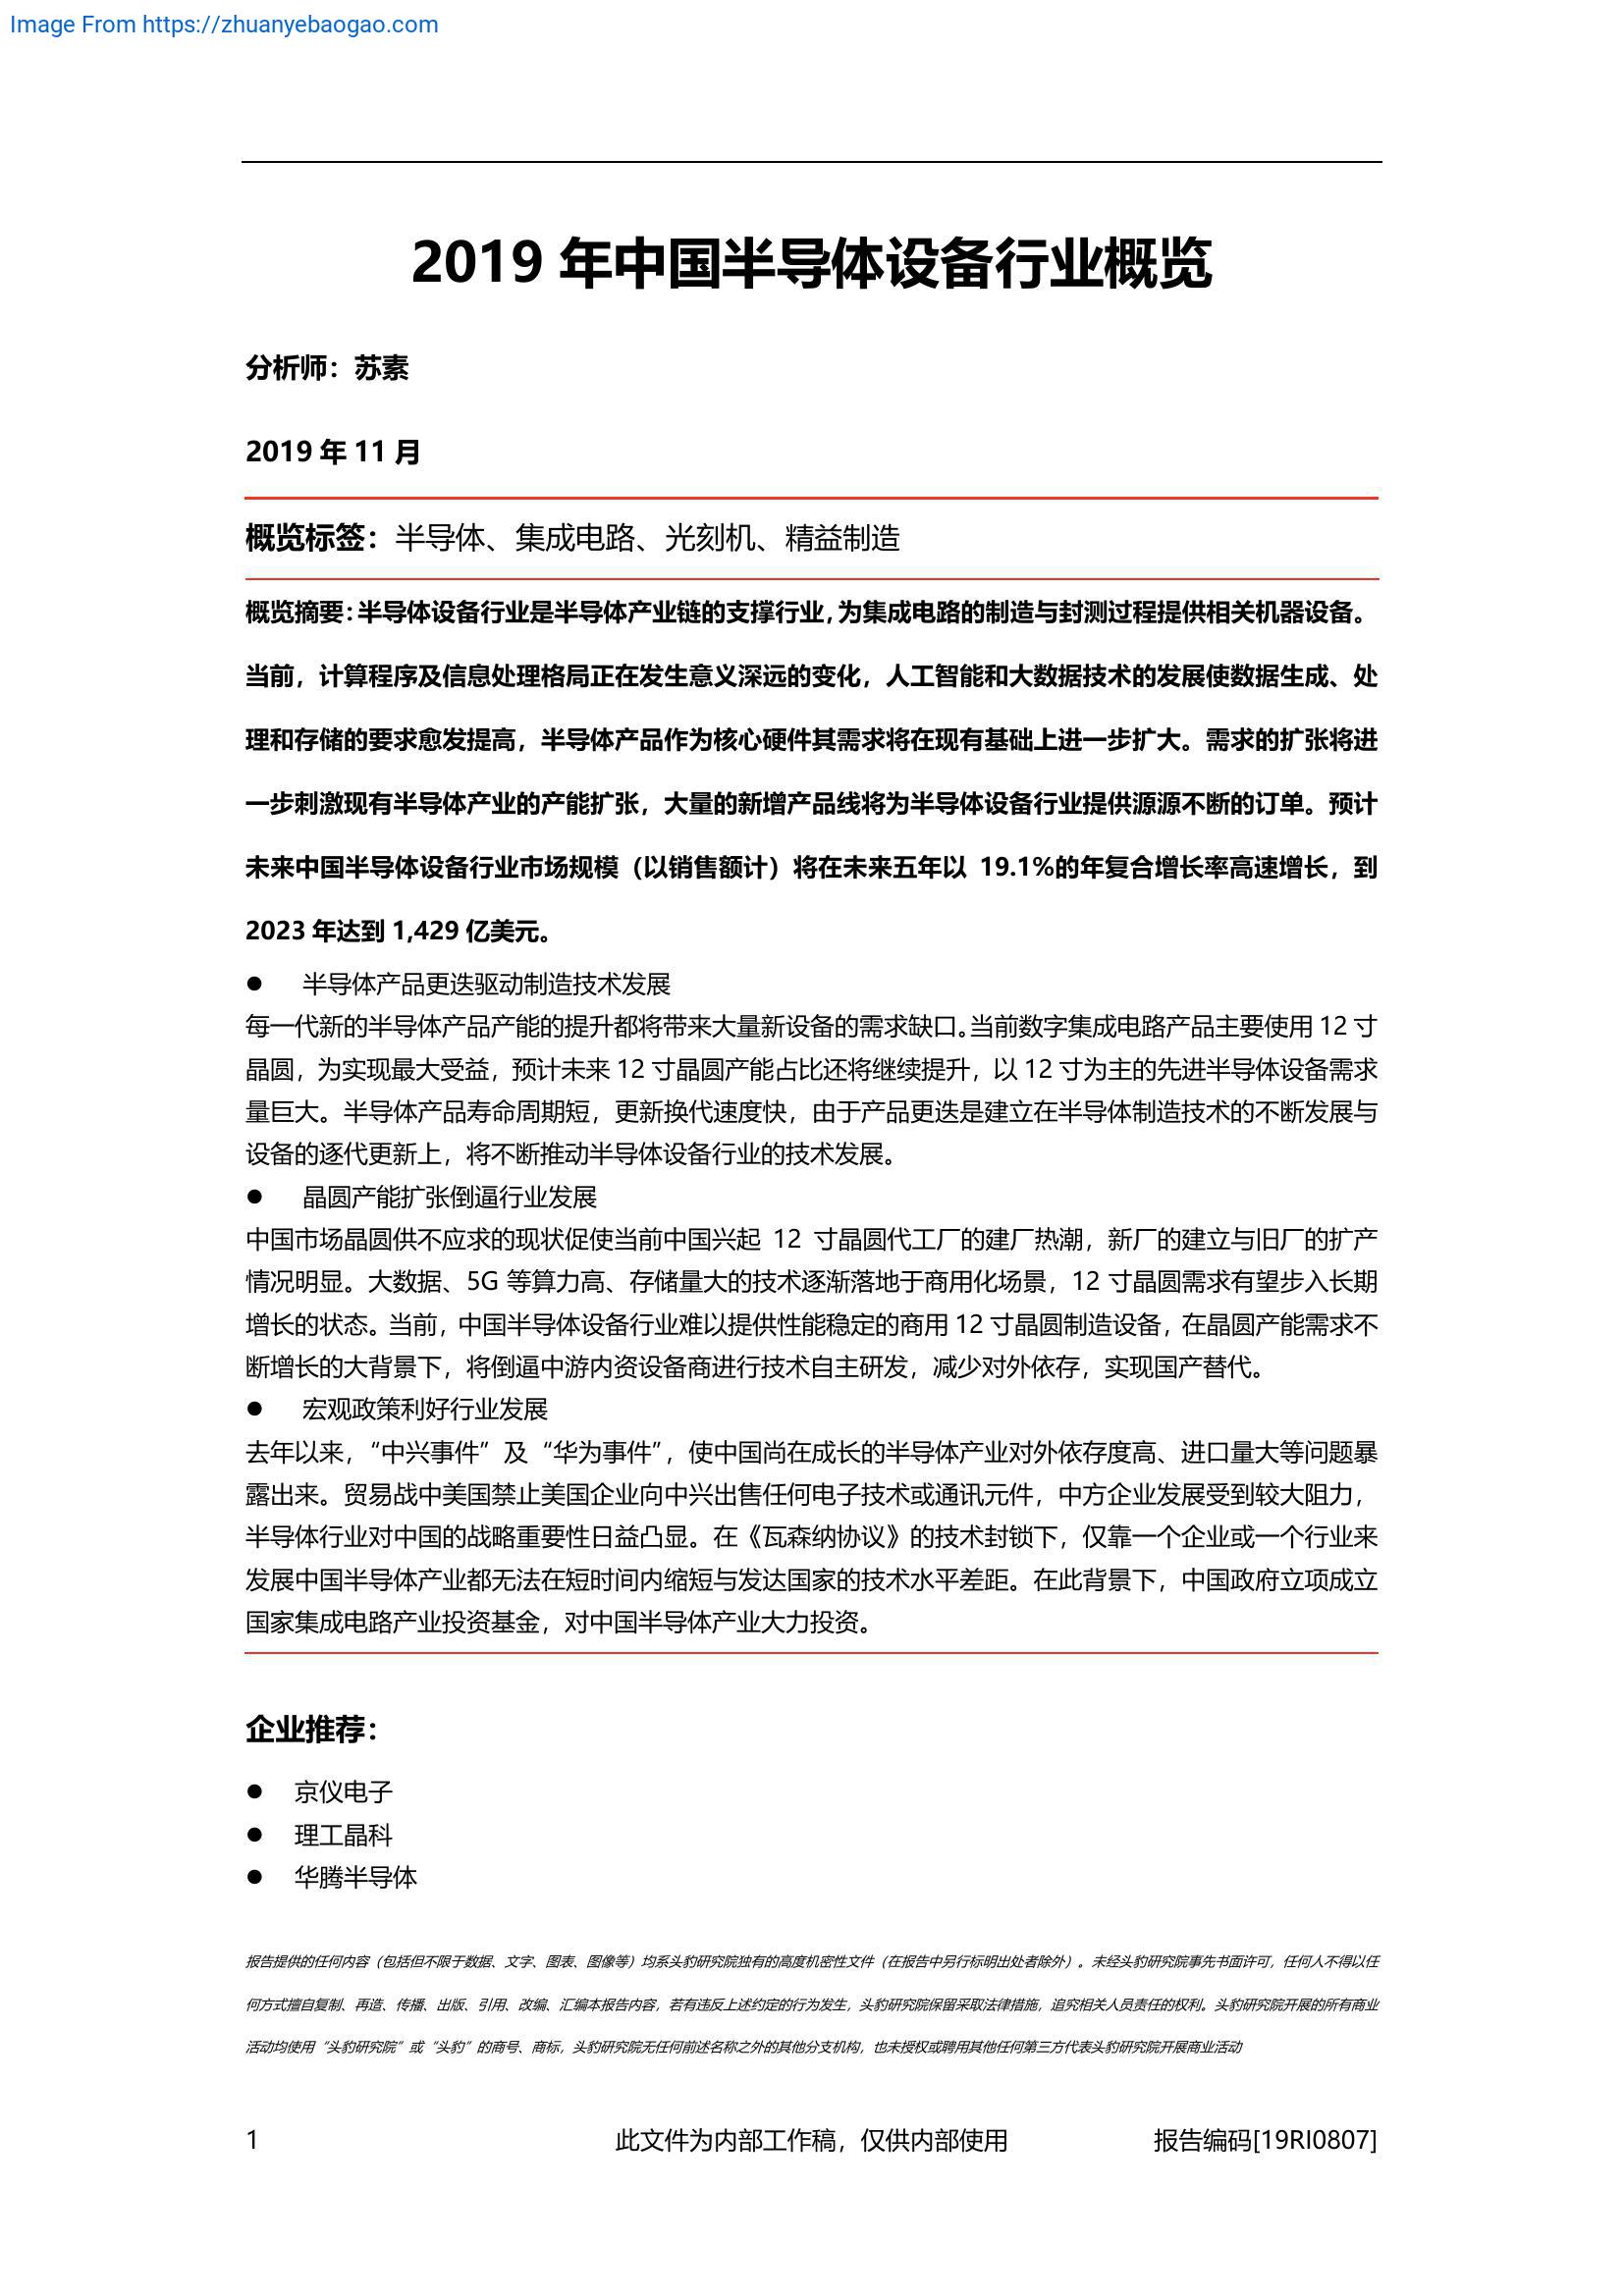 Image From https://zhuanyebaogao.com
2019 年中国半导体设备行业概览
分析师：苏素
2019 年 11 月
概览标签：半导体、集成电路、光刻机、精益制造
概览摘要：半导体设备行业是半导体产业链的支撑行业，为集成电路的制造与封测过程提供相关机器设备。
当前，计算程序及信息处理格局正在发生意义深远的变化，人工智能和大数据技术的发展使数据生成、处
理和存储的要求愈发提高，半导体产品作为核心硬件其需求将在现有基础上进一步扩大。需求的扩张将进
一步刺激现有半导体产业的产能扩张，大量的新增产品线将为半导体设备行业提供源源不断的订单。预计
未来中国半导体设备行业市场规模（以销售额计）将在未来五年以 19.1%的年复合增长率高速增长，到
2023 年达到 1,429 亿美元。
● 半导体产品更迭驱动制造技术发展
每一代新的半导体产品产能的提升都将带来大量新设备的需求缺口。当前数字集成电路产品主要使用 12 寸
晶圆，为实现最大受益，预计未来 12 寸晶圆产能占比还将继续提升，以 12 寸为主的先进半导体设备需求
量巨大。半导体产品寿命周期短，更新换代速度快，由于产品更迭是建立在半导体制造技术的不断发展与
设备的逐代更新上，将不断推动半导体设备行业的技术发展。
● 晶圆产能扩张倒逼行业发展
中国市场晶圆供不应求的现状促使当前中国兴起 12 寸晶圆代工厂的建厂热潮，新厂的建立与旧厂的扩产
情况明显。大数据、5G 等算力高、存储量大的技术逐渐落地于商用化场景，12 寸晶圆需求有望步入长期
增长的状态。当前，中国半导体设备行业难以提供性能稳定的商用 12 寸晶圆制造设备，在晶圆产能需求不
断增长的大背景下，将倒逼中游内资设备商进行技术自主研发，减少对外依存，实现国产替代。
● 宏观政策利好行业发展
去年以来，“中兴事件”及“华为事件”，使中国尚在成长的半导体产业对外依存度高、进口量大等问题暴
露出来。贸易战中美国禁止美国企业向中兴出售任何电子技术或通讯元件，中方企业发展受到较大阻力，
半导体行业对中国的战略重要性日益凸显。在《瓦森纳协议》的技术封锁下，仅靠一个企业或一个行业来
发展中国半导体产业都无法在短时间内缩短与发达国家的技术水平差距。在此背景下，中国政府立项成立
国家集成电路产业投资基金，对中国半导体产业大力投资。
企业推荐：
● 京仪电子
● 理工晶科
● 华腾半导体
报告提供的任何内容（包括但不限于数据、文字、图表、图像等）均系头豹研究院独有的高度机密性文件（在报告中另行标明出处者除外）。未经头豹研究院事先书面许可，任何人不得以任
何方式擅自复制、再造、传播、出版、引用、改编、汇编本报告内容，若有违反上述约定的行为发生，头豹研究院保留采取法律措施，追究相关人员责任的权利。头豹研究院开展的所有商业
活动均使用“头豹研究院”或“头豹”的商号、商标，头豹研究院无任何前述名称之外的其他分支机构，也未授权或聘用其他任何第三方代表头豹研究院开展商业活动
1 此文件为内部工作稿，仅供内部使用 报告编码[19RI0807]